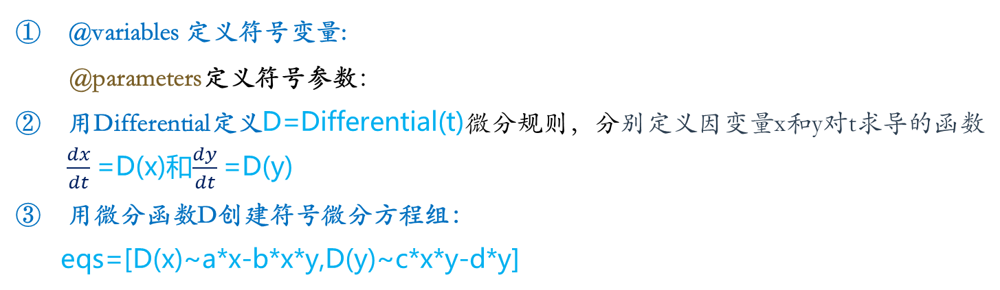 ① @variables 定义符号变量:
@parameters定义符号参数：
② 用Differential定义D=Differential(t)微分规则，分别定义因变量x和y对t求导的函数
dx/dt =D(x)和dy/dt =D(y)
③ 用微分函数D创建符号微分方程组：
eqs=[D(x)~a*x-b*x*y,D(y)~c*x*y-d*y]